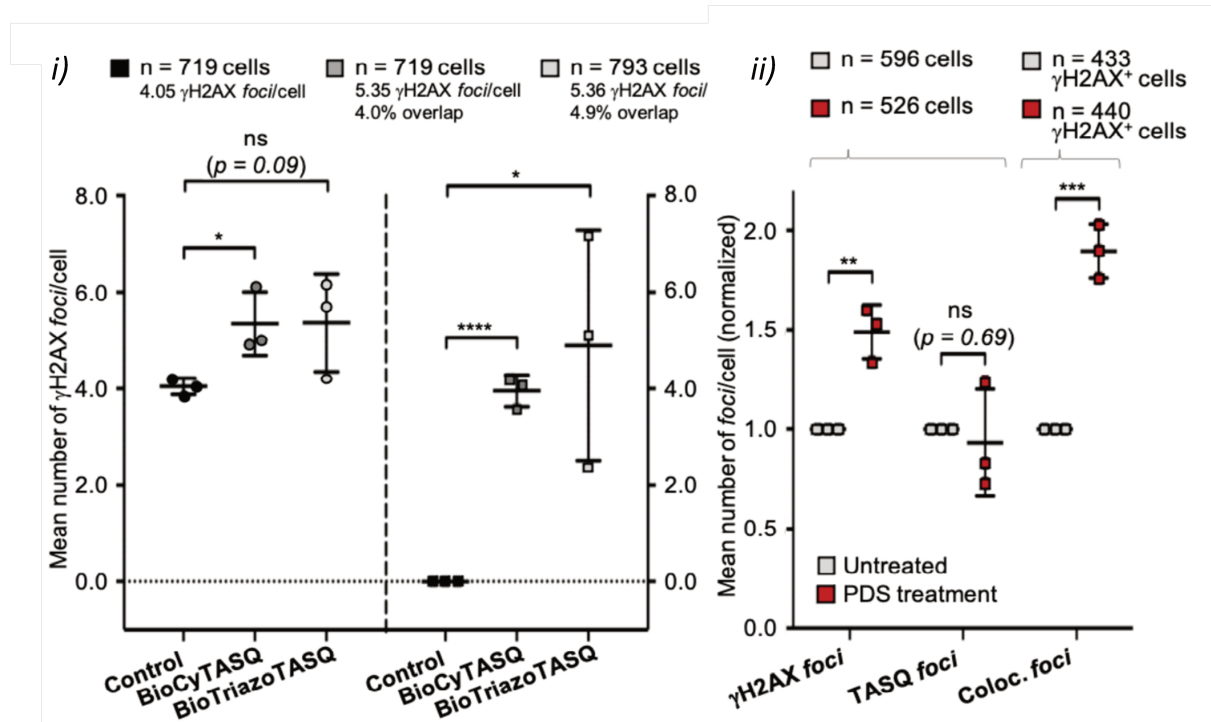 i)
n = 719 cells
4.05 γH2AX foci/cell
n = 719 cells
5.35 γH2AX foci/cell
4.0% overlap
n = 793 cells
5.36 γH2AX foci/
4.9% overlap
ns
(p = 0.09)
*
*
****
Mean number of γH2AX foci/cell
8.0
6.0
4.0
2.0
0.0
8.0
6.0
4.0
2.0
0.0
Control
BioCyTASQ
BioTriazoTASQ
Control
BioCyTASQ
BioTriazoTASQ
ii)
n = 596 cells
n = 526 cells
n = 433
γH2AX⁺ cells
n = 440
γH2AX⁺ cells
**
ns
(p = 0.69)
***
Mean number of foci/cell (normalized)
2.0
1.5
1.0
0.5
0.0
Untreated
PDS treatment
γH2AX foci
TASQ foci
Coloc. foci